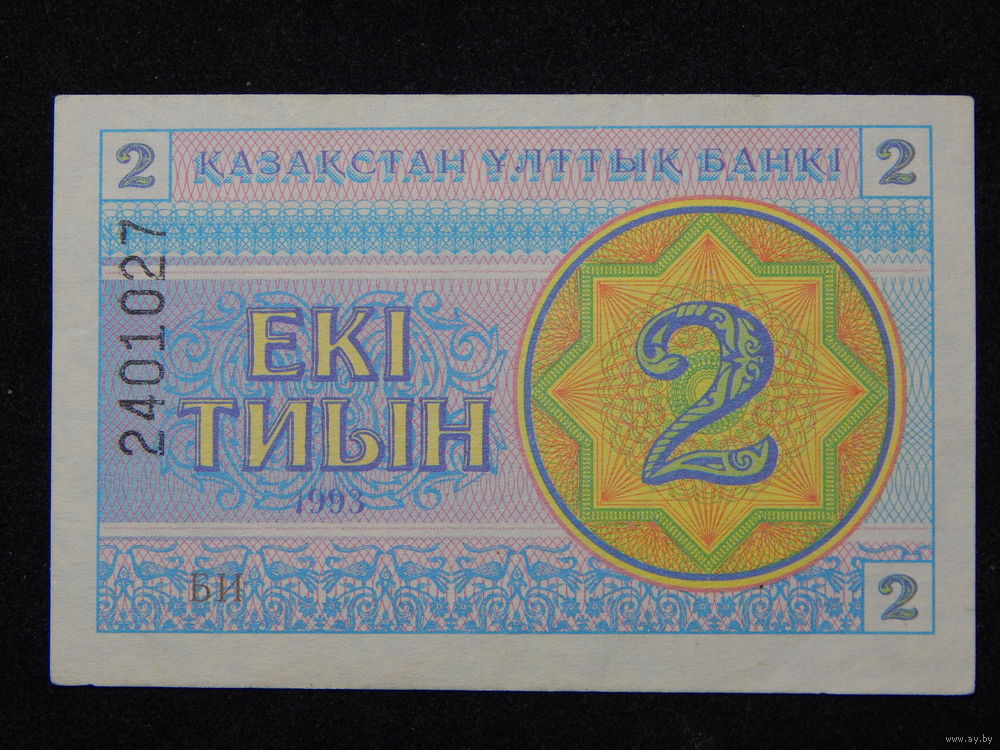 2 ҚАЗАҚСТАН ҰЛТТЫҚ БАНКІ 2
2401027
ЕКІ
ТИЫН
2
1993
БИ
2
www.ay.by